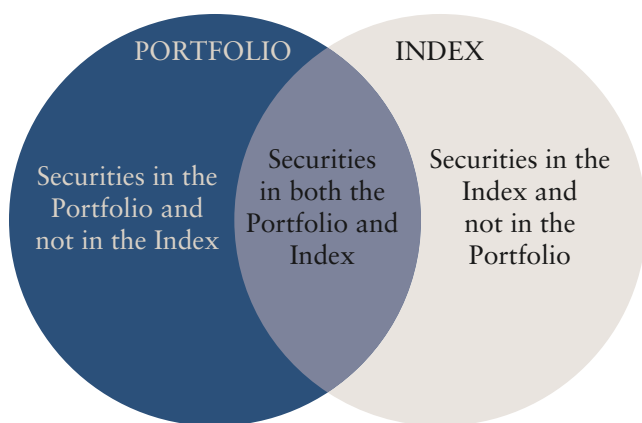 PORTFOLIO
INDEX
Securities in the
Portfolio and
not in the Index
Securities
in both the
Portfolio and
Index
Securities in the
Index and
not in the
Portfolio